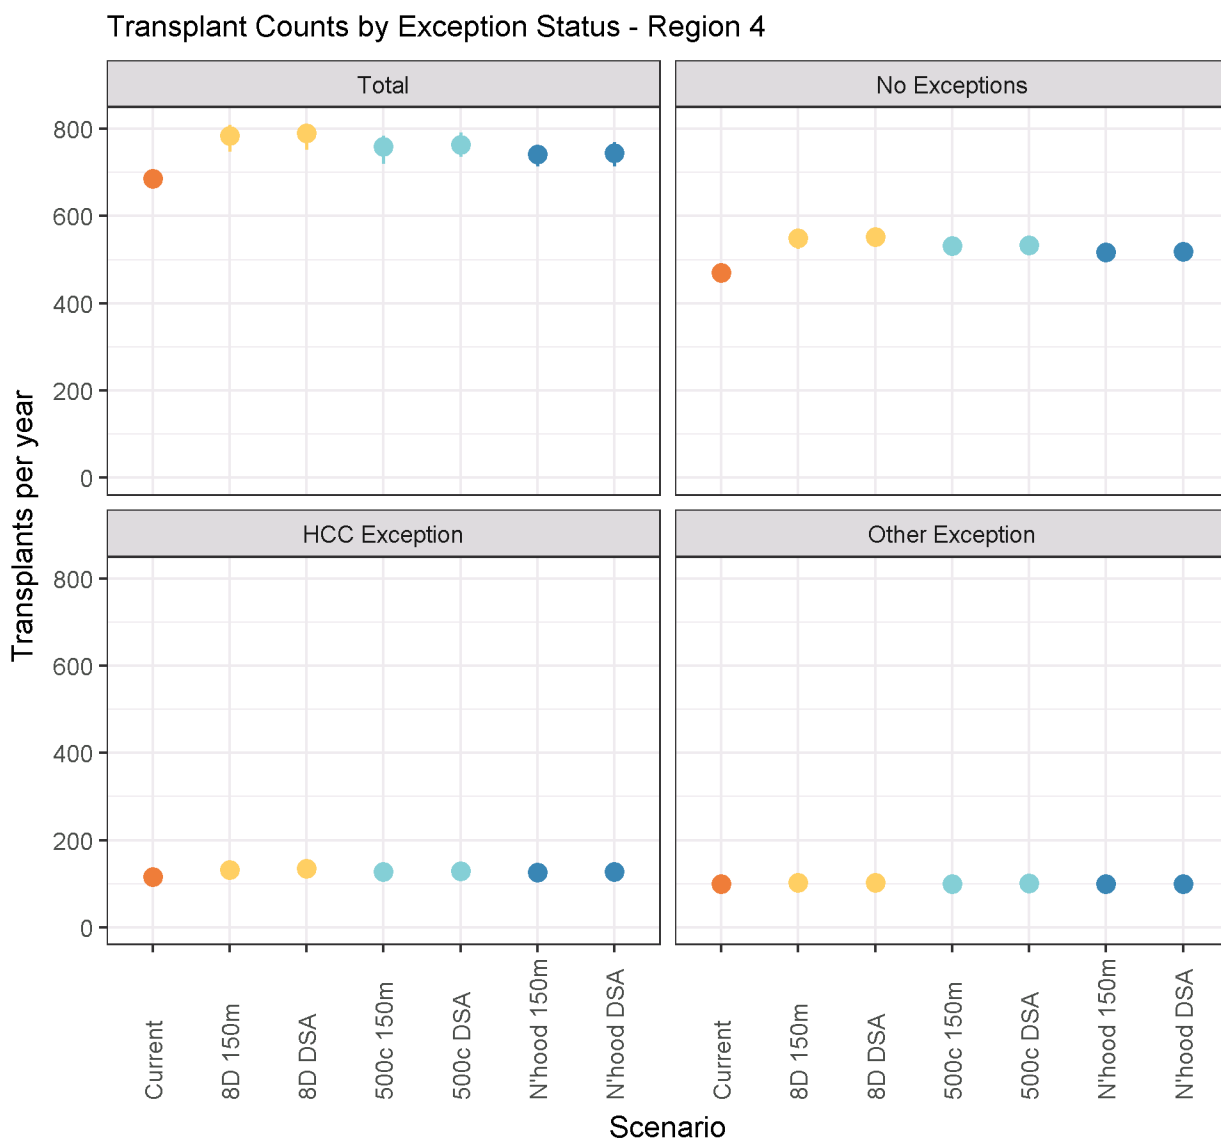 Transplant Counts by Exception Status - Region 4
Total
No Exceptions
800
600
400
200
0
HCC Exception
Other Exception
800
600
400
200
0
Transplants per year
Current
8D 150m
8D DSA
500c 150m
500c DSA
N'hood 150m
N'hood DSA
Current
8D 150m
8D DSA
500c 150m
500c DSA
N'hood 150m
N'hood DSA
Scenario